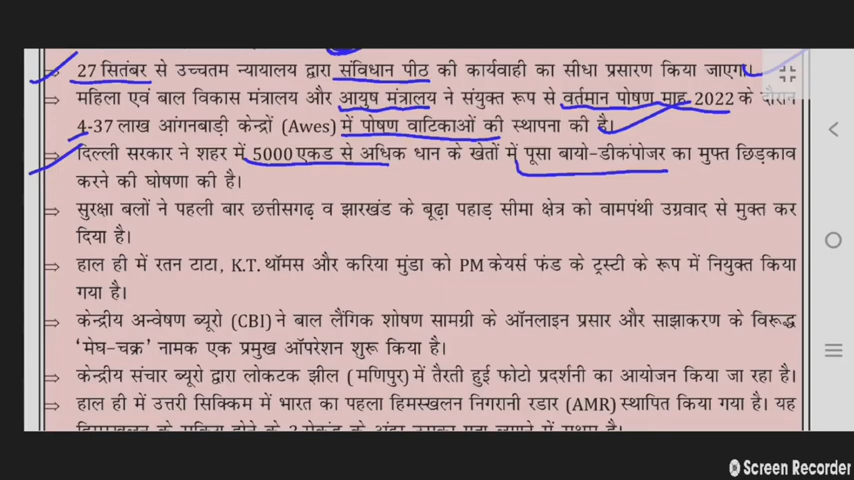 ⇒ 27 सितंबर से उच्चतम न्यायालय द्वारा संविधान पीठ की कार्यवाही का सीधा प्रसारण किया जाएगा।
⇒ महिला एवं बाल विकास मंत्रालय और आयुष मंत्रालय ने संयुक्त रूप से वर्तमान पोषण माह 2022 के दौरान
4-37 लाख आंगनबाड़ी केन्द्रों (Awes) में पोषण वाटिकाओं की स्थापना की है।
⇒ दिल्ली सरकार ने शहर में 5000 एकड से अधिक धान के खेतों में पूसा बायो-डीकंपोजर का मुफ्त छिड़काव
करने की घोषणा की है।
⇒ सुरक्षा बलों ने पहली बार छत्तीसगढ़ व झारखंड के बूढ़ा पहाड़ सीमा क्षेत्र को वामपंथी उग्रवाद से मुक्त कर
दिया है।
⇒ हाल ही में रतन टाटा, K.T. थॉमस और करिया मुंडा को PM केयर्स फंड के ट्रस्टी के रूप में नियुक्त किया
गया है।
⇒ केन्द्रीय अन्वेषण ब्यूरो (CBI) ने बाल लैंगिक शोषण सामग्री के ऑनलाइन प्रसार और साझाकरण के विरूद्ध
‘मेघ-चक्र’ नामक एक प्रमुख ऑपरेशन शुरू किया है।
⇒ केन्द्रीय संचार ब्यूरो द्वारा लोकटक झील (मणिपुर) में तैरती हुई फोटो प्रदर्शनी का आयोजन किया जा रहा है।
⇒ हाल ही में उत्तरी सिक्किम में भारत का पहला हिमस्खलन निगरानी रडार (AMR) स्थापित किया गया है। यह
Screen Recorder